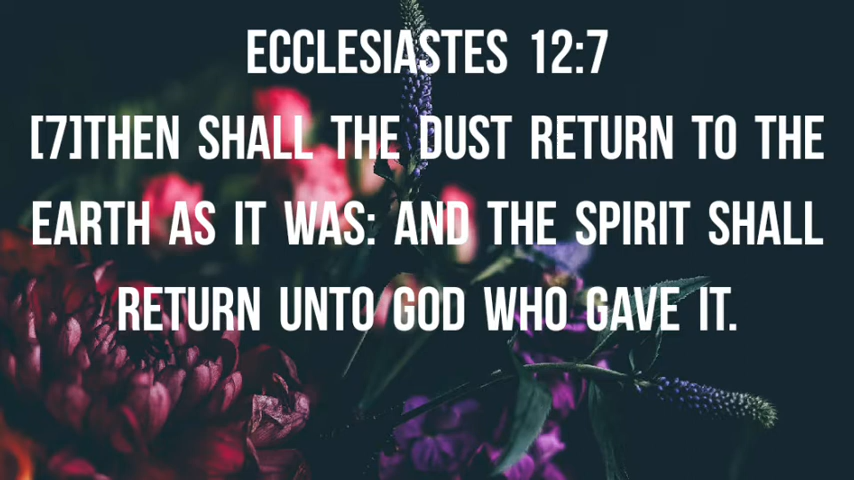 ECCLESIASTES 12:7
[7]THEN SHALL THE DUST RETURN TO THE
EARTH AS IT WAS: AND THE SPIRIT SHALL
RETURN UNTO GOD WHO GAVE IT.